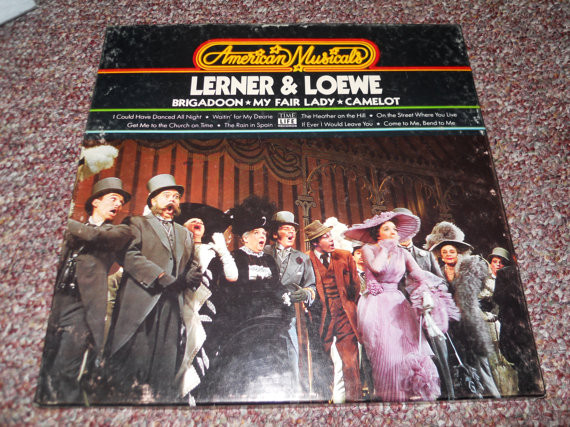 American Musicals
LERNER & LOEWE
BRIGADOON ★ MY FAIR LADY ★ CAMELOT
I Could Have Danced All Night • Waitin' for My Dearie
Get Me to the Church on Time • The Rain in Spain
TIME
LIFE
The Heather on the Hill • On the Street Where You Live
If Ever I Would Leave You • Come to Me, Bend to Me